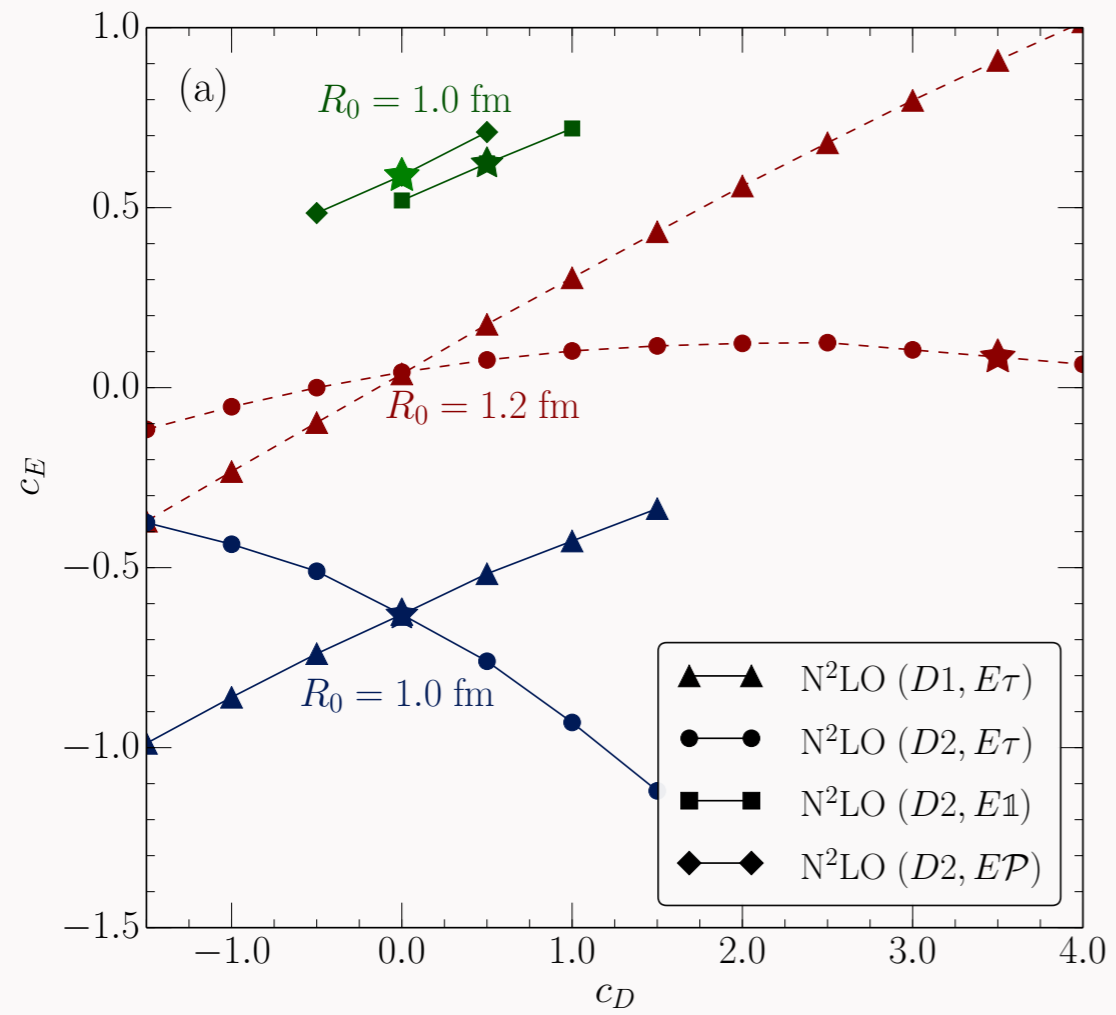 1.0
(a)
R₀ = 1.0 fm
0.5
0.0
R₀ = 1.2 fm
c_E
−0.5
R₀ = 1.0 fm
N²LO (D1, Eτ)
−1.0
N²LO (D2, Eτ)
N²LO (D2, E𝟙)
N²LO (D2, E𝒫)
−1.5
−1.0 0.0 1.0 2.0 3.0 4.0
c_D